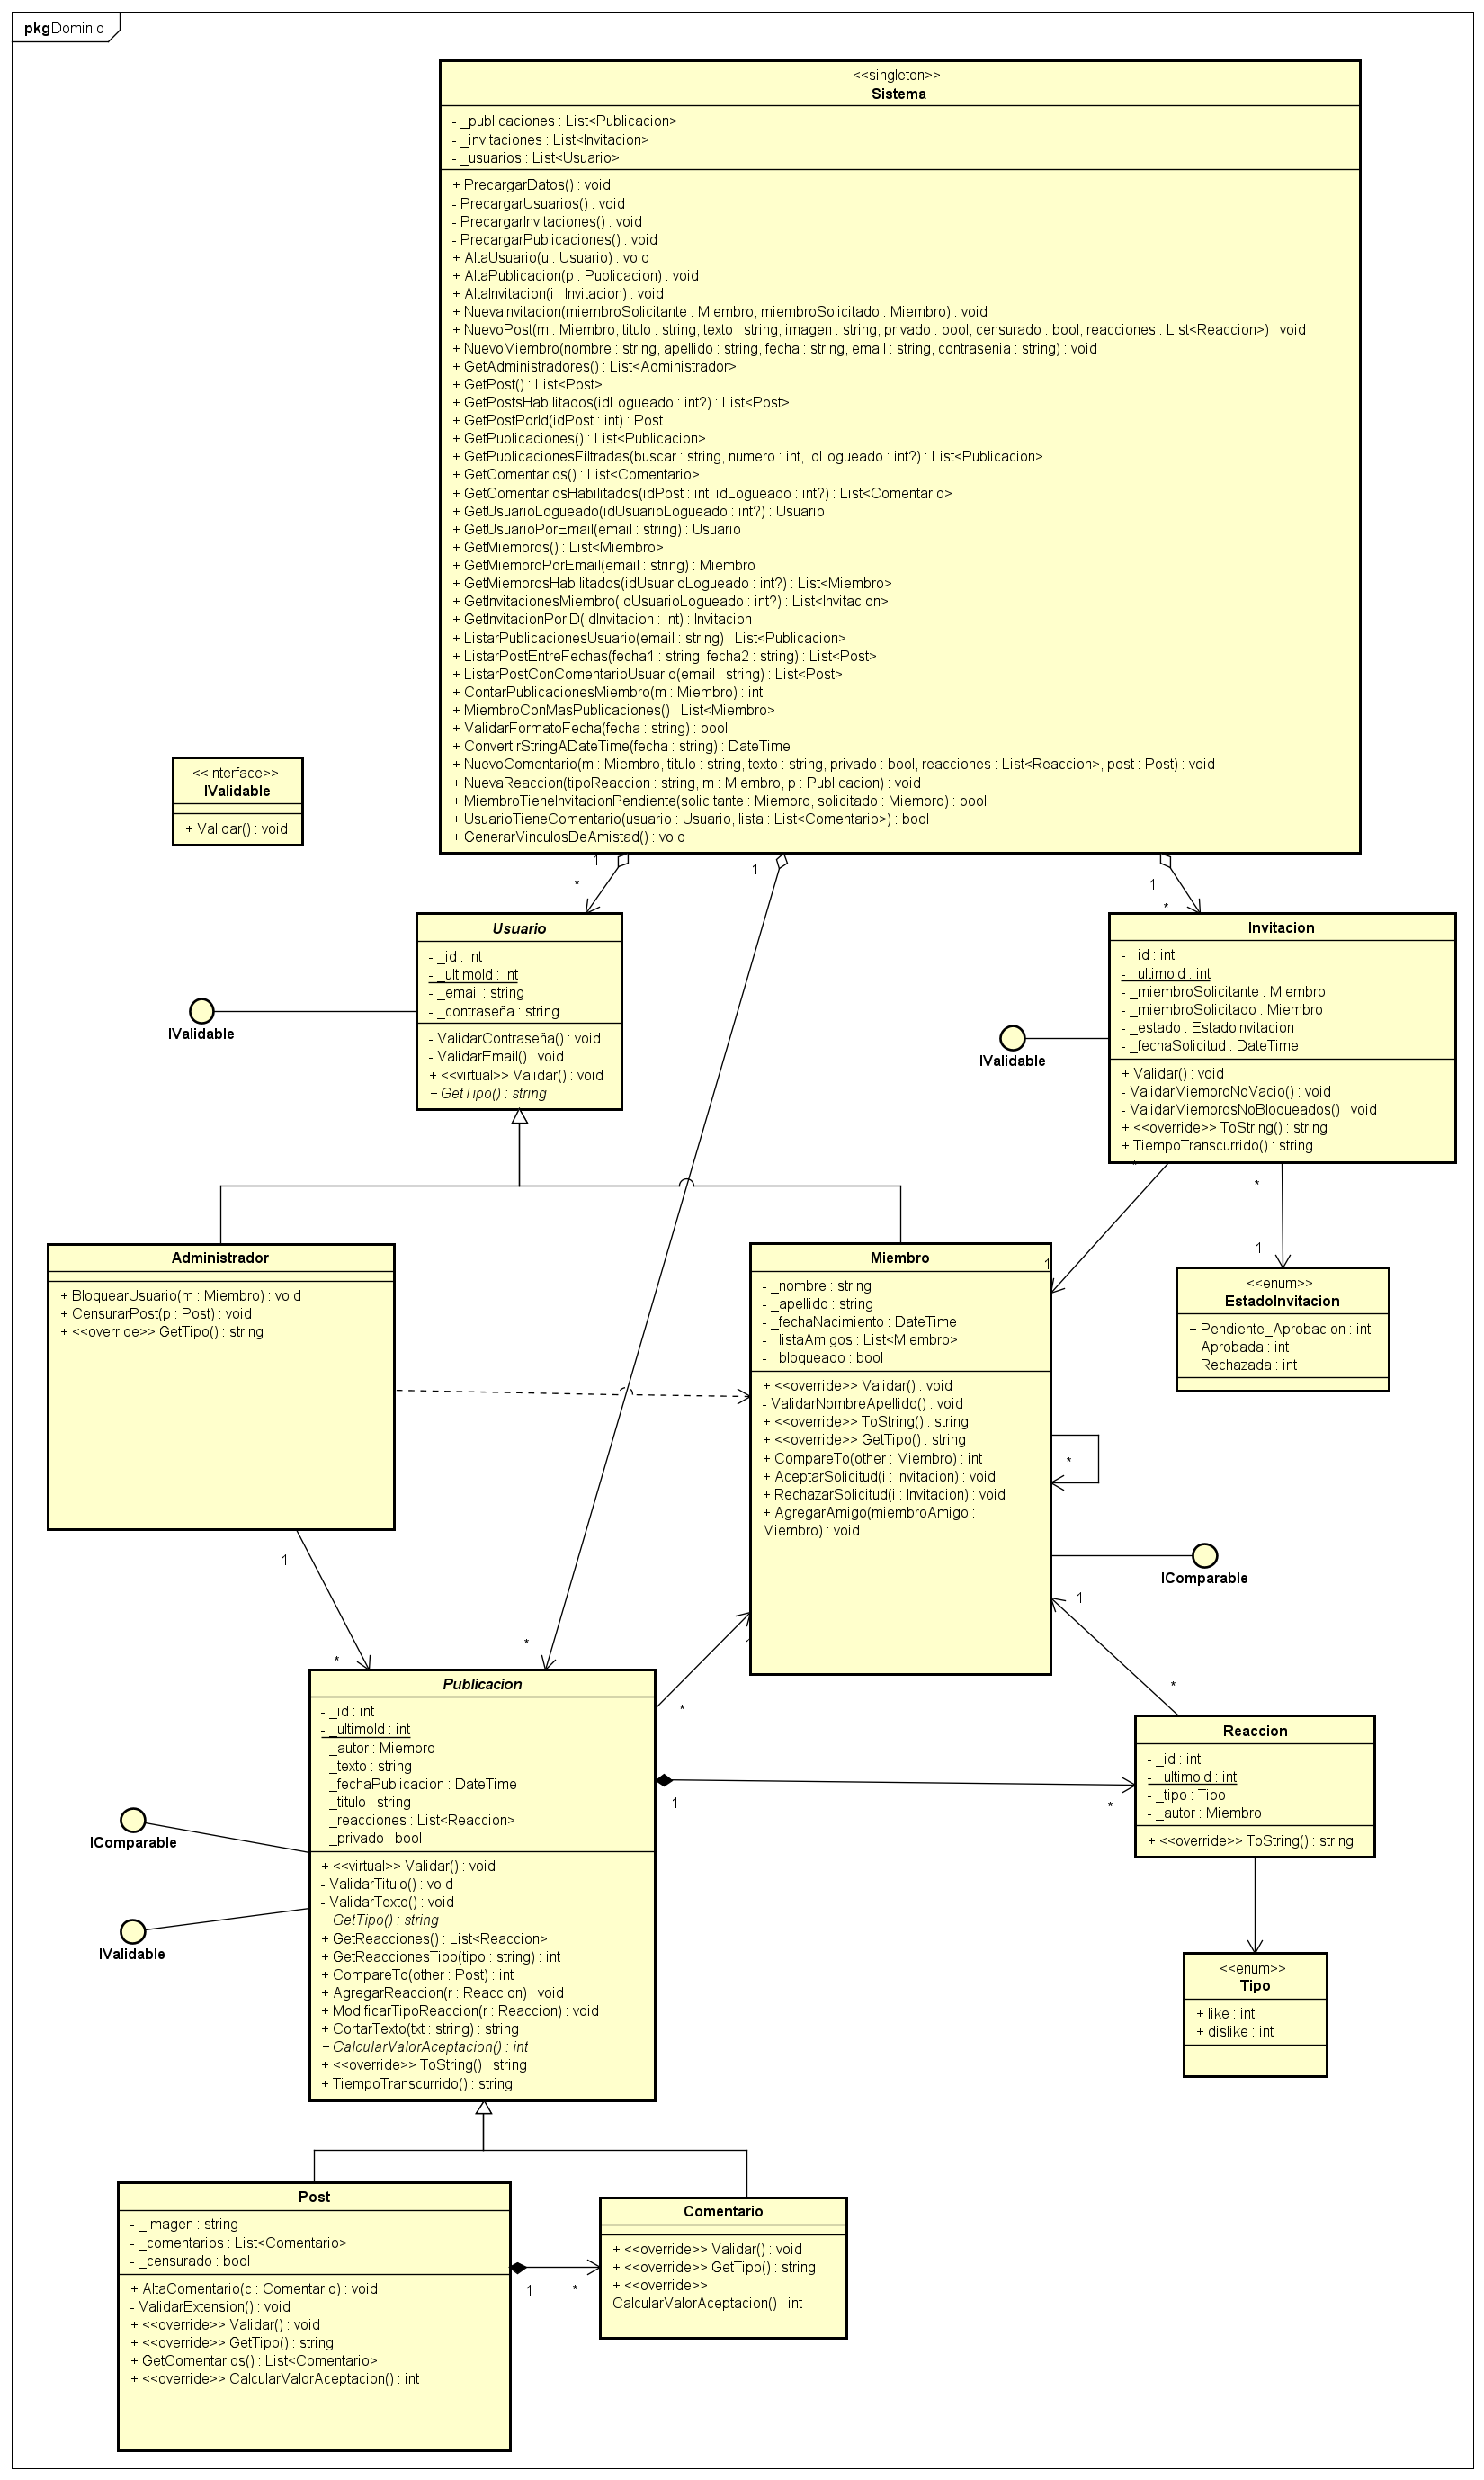 pkg Dominio
<<singleton>>
Sistema
- _publicaciones : List<Publicacion>
- _invitaciones : List<Invitacion>
- _usuarios : List<Usuario>
+ PrecargarDatos() : void
- PrecargarUsuarios() : void
- PrecargarInvitaciones() : void
- PrecargarPublicaciones() : void
+ AltaUsuario(u : Usuario) : void
+ AltaPublicacion(p : Publicacion) : void
+ AltaInvitacion(i : Invitacion) : void
+ NuevaInvitacion(miembroSolicitante : Miembro, miembroSolicitado : Miembro) : void
+ NuevoPost(m : Miembro, titulo : string, texto : string, imagen : string, privado : bool, censurado : bool, reacciones : List<Reaccion>) : void
+ NuevoMiembro(nombre : string, apellido : string, fecha : string, email : string, contrasenia : string) : void
+ GetAdministradores() : List<Administrador>
+ GetPost() : List<Post>
+ GetPostsHabilitados(idLogueado : int?) : List<Post>
+ GetPostPorId(idPost : int) : Post
+ GetPublicaciones() : List<Publicacion>
+ GetPublicacionesFiltradas(buscar : string, numero : int, idLogueado : int?) : List<Publicacion>
+ GetComentarios() : List<Comentario>
+ GetComentariosHabilitados(idPost : int, idLogueado : int?) : List<Comentario>
+ GetUsuarioLogueado(idUsuarioLogueado : int?) : Usuario
+ GetUsuarioPorEmail(email : string) : Usuario
+ GetMiembros() : List<Miembro>
+ GetMiembroPorEmail(email : string) : Miembro
+ GetMiembrosHabilitados(idUsuarioLogueado : int?) : List<Miembro>
+ GetInvitacionesMiembro(idUsuarioLogueado : int?) : List<Invitacion>
+ GetInvitacionPorID(idInvitacion : int) : Invitacion
+ ListarPublicacionesUsuario(email : string) : List<Publicacion>
+ ListarPostEntreFechas(fecha1 : string, fecha2 : string) : List<Post>
+ ListarPostConComentarioUsuario(email : string) : List<Post>
+ ContarPublicacionesMiembro(m : Miembro) : int
+ MiembroConMasPublicaciones() : List<Miembro>
+ ValidarFormatoFecha(fecha : string) : bool
+ ConvertirStringADateTime(fecha : string) : DateTime
+ NuevoComentario(m : Miembro, titulo : string, texto : string, privado : bool, reacciones : List<Reaccion>, post : Post) : void
+ NuevaReaccion(tipoReaccion : string, m : Miembro, p : Publicacion) : void
+ MiembroTieneInvitacionPendiente(solicitante : Miembro, solicitado : Miembro) : bool
+ UsuarioTieneComentario(usuario : Usuario, lista : List<Comentario>) : bool
+ GenerarVinculosDeAmistad() : void
<<interface>>
IValidable
+ Validar() : void
1
*
1
1
*
Usuario
- _id : int
- _ultimoId : int
- _email : string
- _contraseña : string
- ValidarContraseña() : void
- ValidarEmail() : void
+ <<virtual>> Validar() : void
+ GetTipo() : string
IValidable
Invitacion
- _id : int
- _ultimoId : int
- _miembroSolicitante : Miembro
- _miembroSolicitado : Miembro
- _estado : EstadoInvitacion
- _fechaSolicitud : DateTime
+ Validar() : void
- ValidarMiembroNoVacio() : void
- ValidarMiembrosNoBloqueados() : void
+ <<override>> ToString() : string
+ TiempoTranscurrido() : string
IValidable
*
1
*
1
Administrador
+ BloquearUsuario(m : Miembro) : void
+ CensurarPost(p : Post) : void
+ <<override>> GetTipo() : string
Miembro
- _nombre : string
- _apellido : string
- _fechaNacimiento : DateTime
- _listaAmigos : List<Miembro>
- _bloqueado : bool
+ <<override>> Validar() : void
- ValidarNombreApellido() : void
+ <<override>> ToString() : string
+ <<override>> GetTipo() : string
+ CompareTo(other : Miembro) : int
+ AceptarSolicitud(i : Invitacion) : void
+ RechazarSolicitud(i : Invitacion) : void
+ AgregarAmigo(miembroAmigo :
Miembro) : void
<<enum>>
EstadoInvitacion
+ Pendiente_Aprobacion : int
+ Aprobada : int
+ Rechazada : int
*
IComparable
1
*
*
1
*
*
Publicacion
- _id : int
- _ultimoId : int
- _autor : Miembro
- _texto : string
- _fechaPublicacion : DateTime
- _titulo : string
- _reacciones : List<Reaccion>
- _privado : bool
+ <<virtual>> Validar() : void
- ValidarTitulo() : void
- ValidarTexto() : void
+ GetTipo() : string
+ GetReacciones() : List<Reaccion>
+ GetReaccionesTipo(tipo : string) : int
+ CompareTo(other : Post) : int
+ AgregarReaccion(r : Reaccion) : void
+ ModificarTipoReaccion(r : Reaccion) : void
+ CortarTexto(txt : string) : string
+ CalcularValorAceptacion() : int
+ <<override>> ToString() : string
+ TiempoTranscurrido() : string
IComparable
IValidable
1
*
Reaccion
- _id : int
- _ultimoId : int
- _tipo : Tipo
- _autor : Miembro
+ <<override>> ToString() : string
<<enum>>
Tipo
+ like : int
+ dislike : int
Post
- _imagen : string
- _comentarios : List<Comentario>
- _censurado : bool
+ AltaComentario(c : Comentario) : void
- ValidarExtension() : void
+ <<override>> Validar() : void
+ <<override>> GetTipo() : string
+ GetComentarios() : List<Comentario>
+ <<override>> CalcularValorAceptacion() : int
1
*
Comentario
+ <<override>> Validar() : void
+ <<override>> GetTipo() : string
+ <<override>>
CalcularValorAceptacion() : int